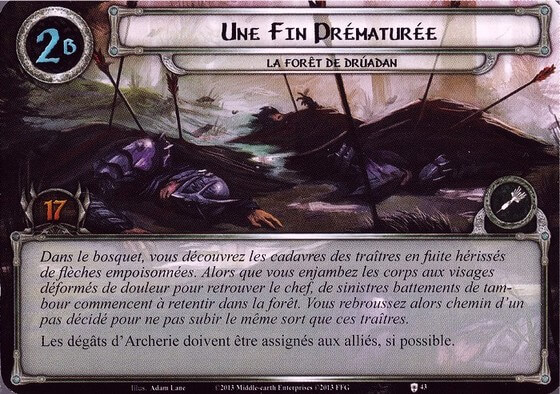 2B
Une Fin Prématurée
LA FORÊT DE DRÚADAN
17
Dans le bosquet, vous découvrez les cadavres des traîtres en fuite hérissés
de flèches empoisonnées. Alors que vous enjambez les corps aux visages
déformés de douleur pour retrouver le chef, de sinistres battements de tam-
bour commencent à retentir dans la forêt. Vous rebroussez alors chemin d'un
pas décidé pour ne pas subir le même sort que ces traîtres.
Les dégâts d'Archerie doivent être assignés aux alliés, si possible.
Illus. Adam Lane ©2013 Middle-earth Enterprises ©2013 FFG 43